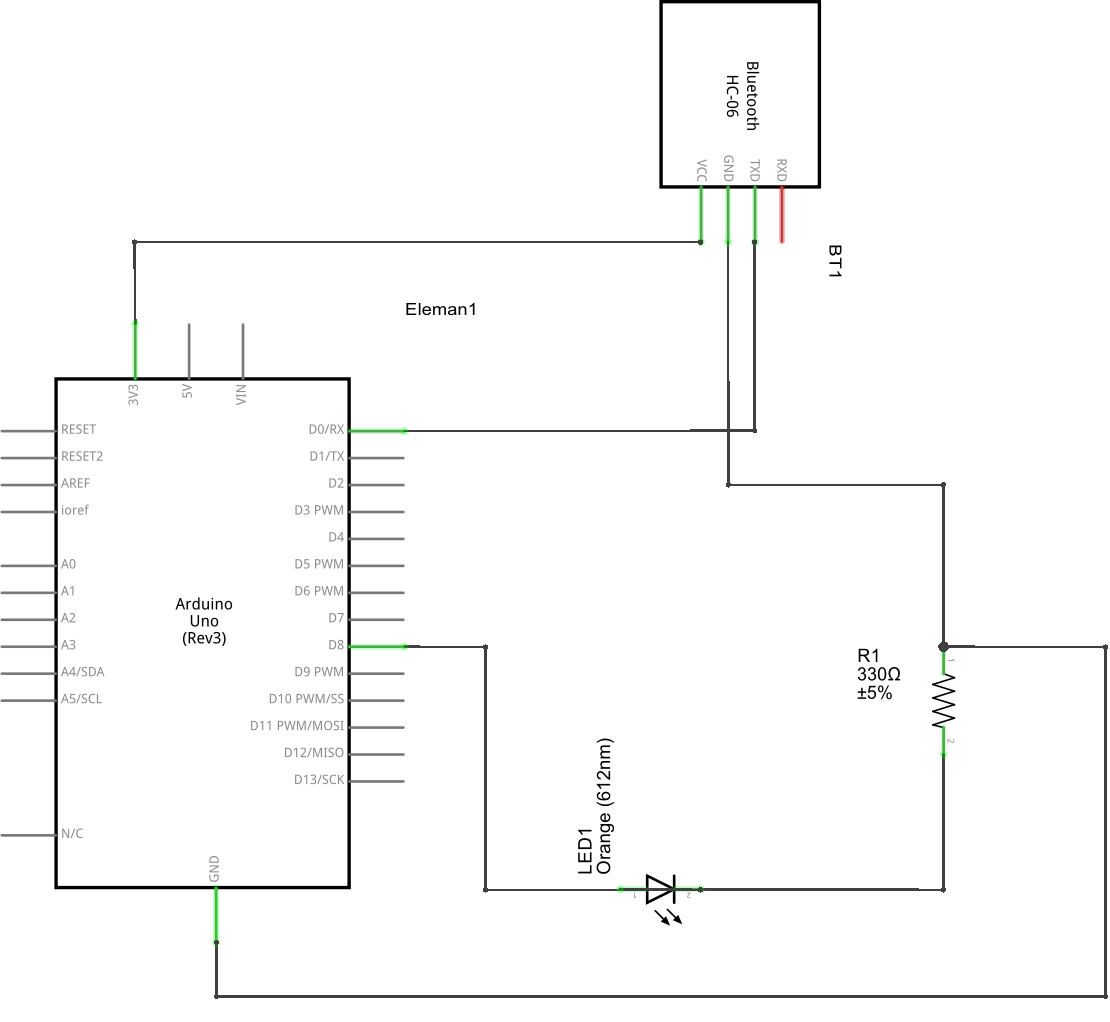 Bluetooth
HC-06
VCC
GND
TXD
RXD
BT1
Eleman1
3V3
5V
VIN
RESET
RESET2
AREF
ioref
A0
A1
A2
A3
A4/SDA
A5/SCL
N/C
Arduino
Uno
(Rev3)
D0/RX
D1/TX
D2
D3 PWM
D4
D5 PWM
D6 PWM
D7
D8
D9 PWM
D10 PWM/SS
D11 PWM/MOSI
D12/MISO
D13/SCK
GND
R1
330Ω
±5%
1
2
LED1
Orange (612nm)
1
2